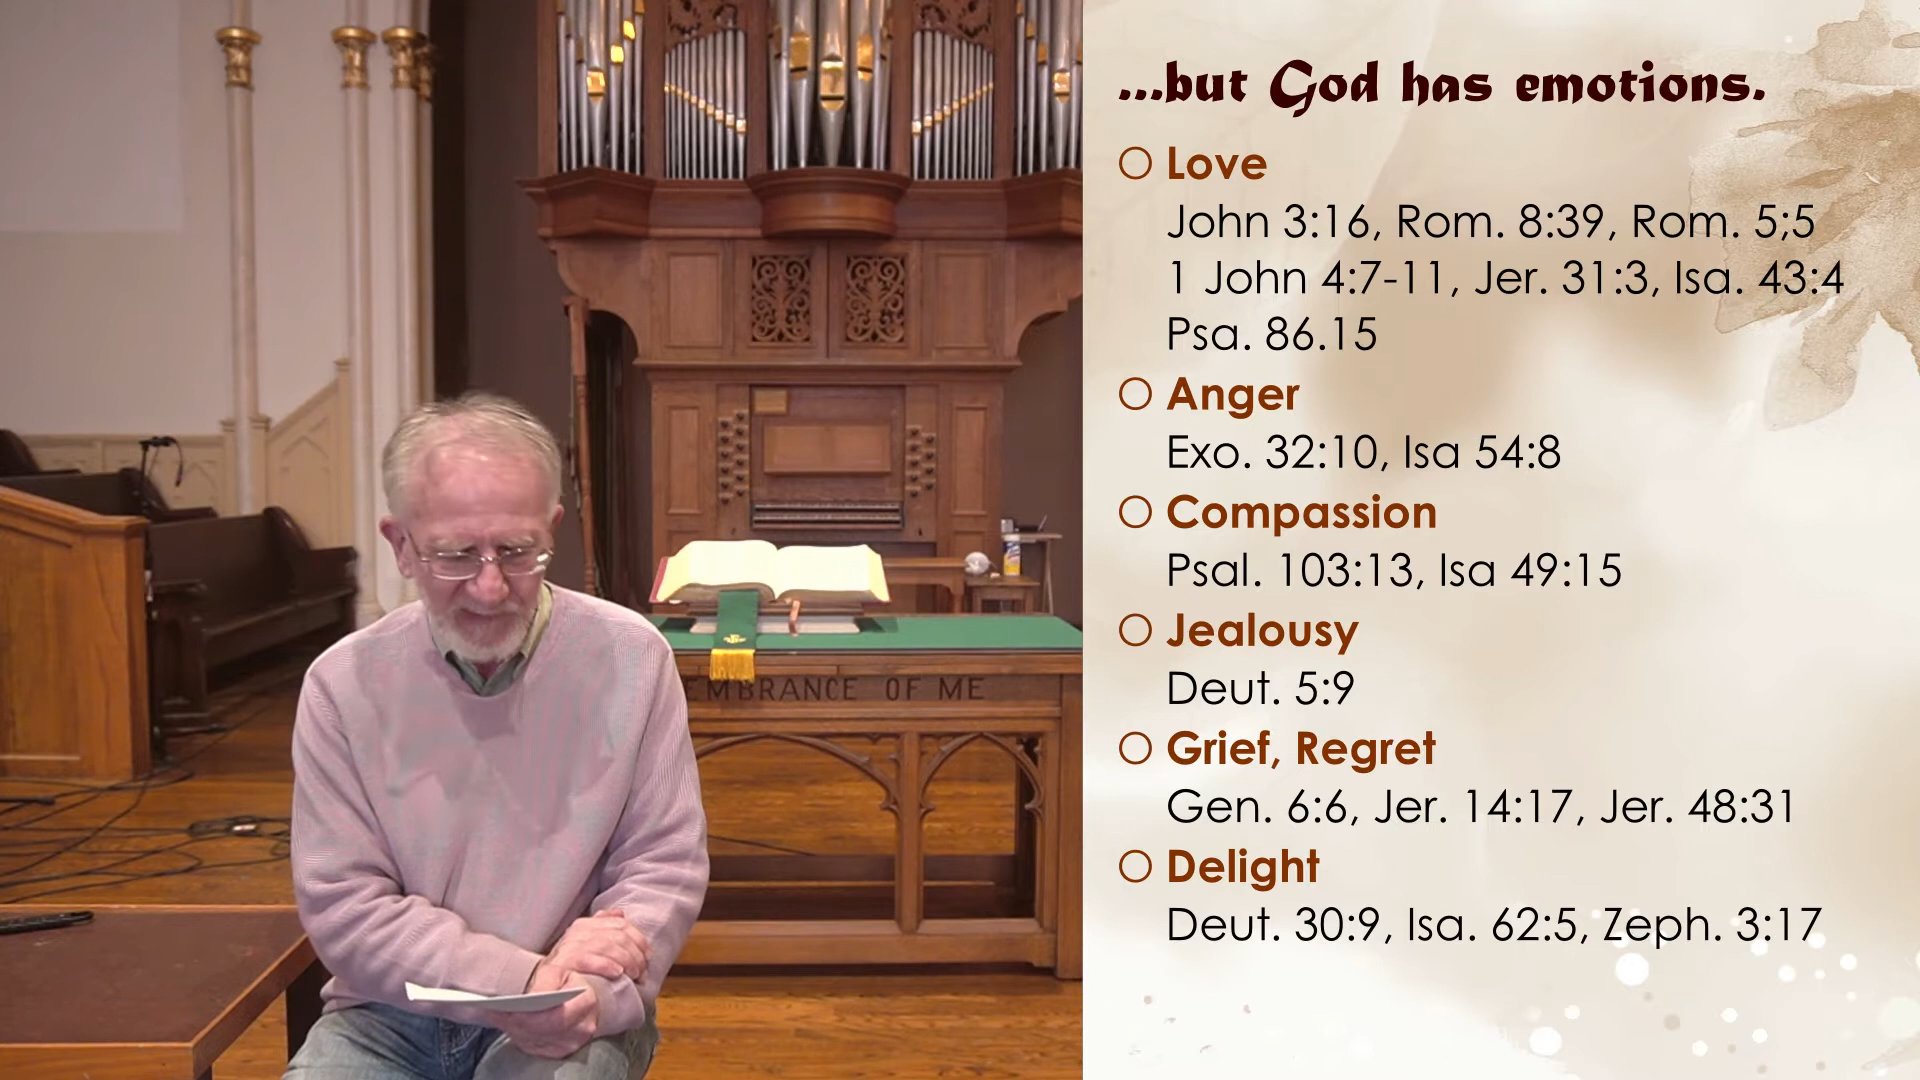 ...but God has emotions.
Love
John 3:16, Rom. 8:39, Rom. 5;5
1 John 4:7-11, Jer. 31:3, Isa. 43:4
Psa. 86.15
Anger
Exo. 32:10, Isa 54:8
Compassion
Psal. 103:13, Isa 49:15
Jealousy
Deut. 5:9
Grief, Regret
Gen. 6:6, Jer. 14:17, Jer. 48:31
Delight
Deut. 30:9, Isa. 62:5, Zeph. 3:17
EMBRANCE OF ME